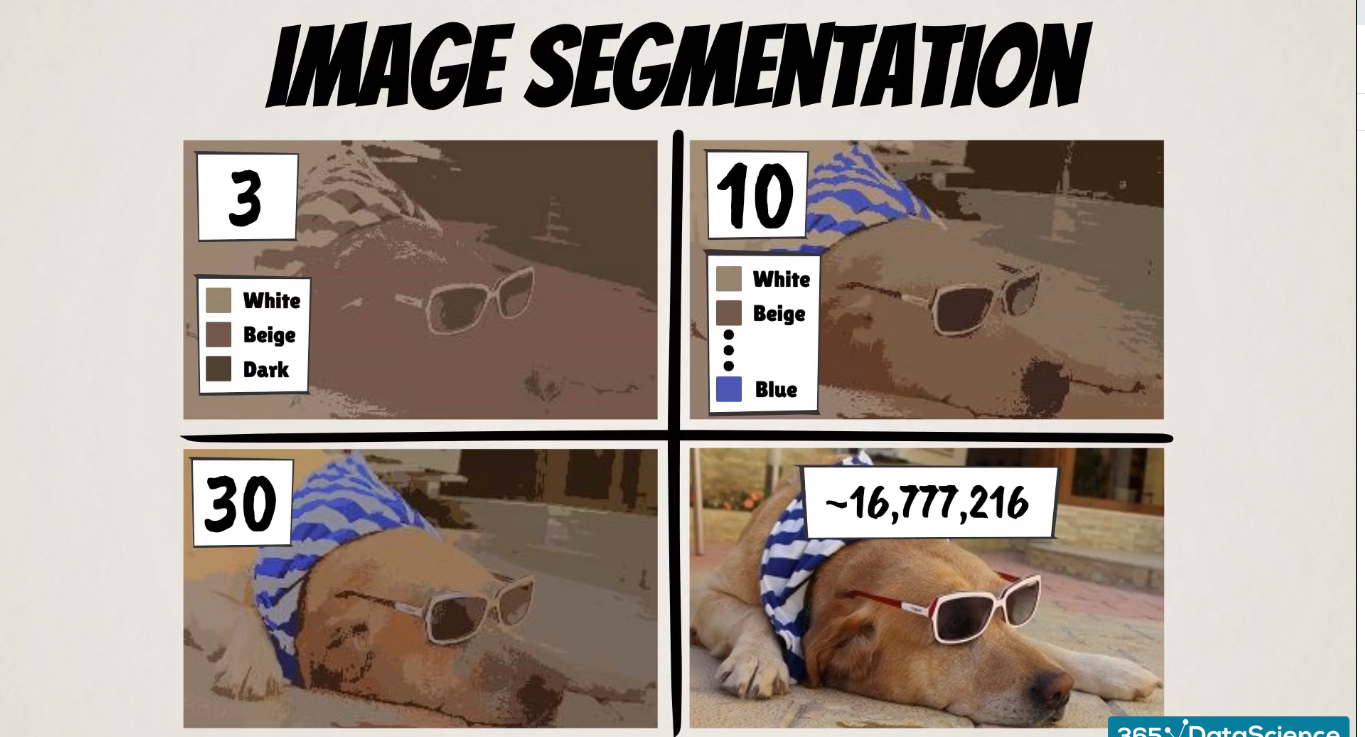 IMAGE SEGMENTATION
3
White
Beige
Dark
10
White
Beige
Blue
30
~16,777,216
365 DataScience